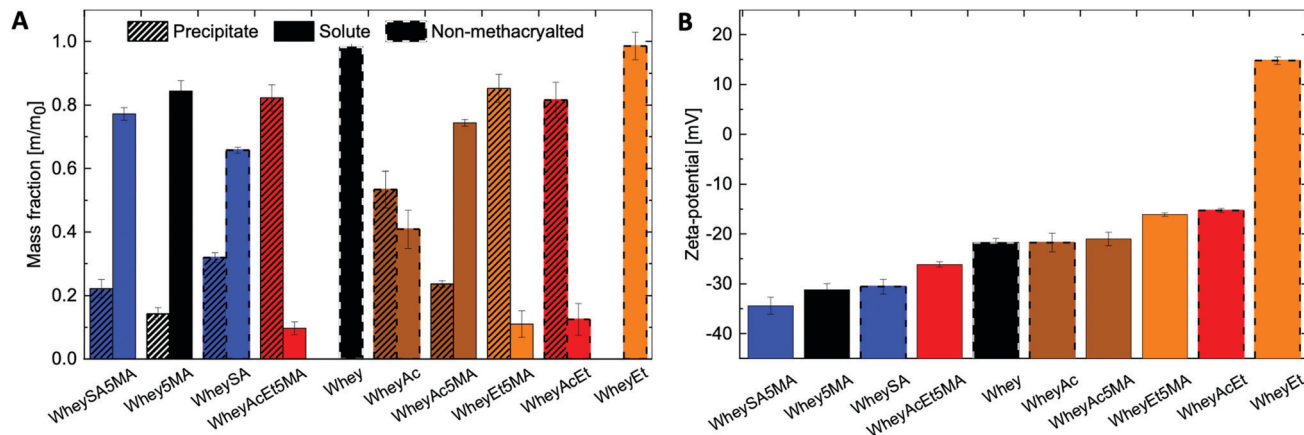 A
Precipitate
Solute
Non-methacryalted
Mass fraction [m/m0]
1.0
0.8
0.6
0.4
0.2
0.0
WheySA5MA
Whey5MA
WheySA
WheyAcEt5MA
Whey
WheyAc
WheyAc5MA
WheyEt5MA
WheyAcEt
WheyEt
B
Zeta-potential [mV]
20
10
0
-10
-20
-30
-40
WheySA5MA
Whey5MA
WheySA
WheyAcEt5MA
Whey
WheyAc
WheyAc5MA
WheyEt5MA
WheyAcEt
WheyEt